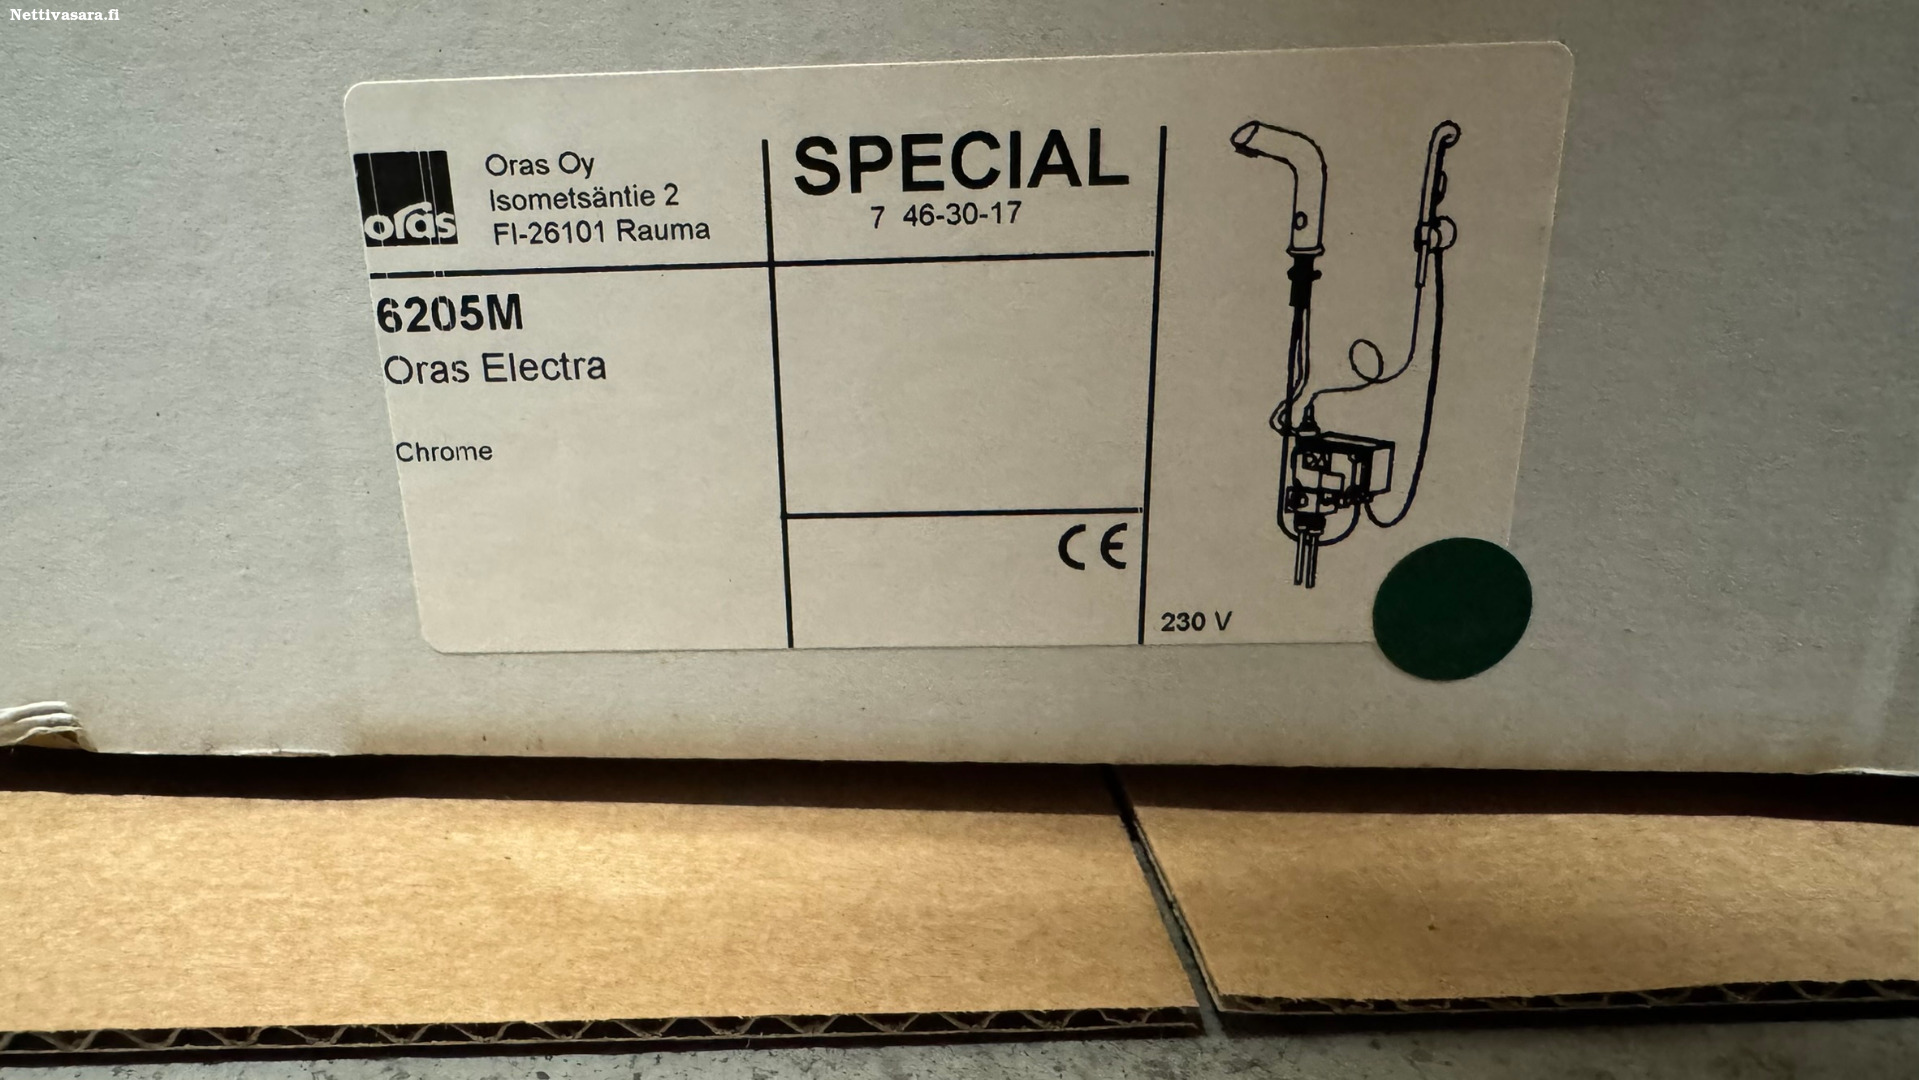 Nettivasara.fi
oras
Oras Oy
Isometsäntie 2
FI-26101 Rauma
SPECIAL
7 46-30-17
6205M
Oras Electra
Chrome
CE
230 V